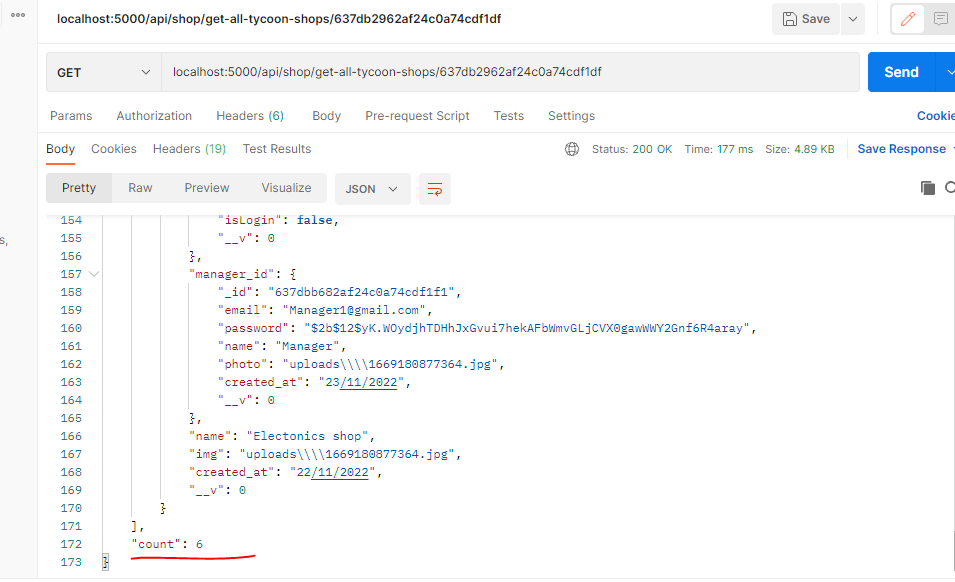 localhost:5000/api/shop/get-all-tycoon-shops/637db2962af24c0a74cdf1df
Save
GET
localhost:5000/api/shop/get-all-tycoon-shops/637db2962af24c0a74cdf1df
Send
Params Authorization Headers (6) Body Pre-request Script Tests Settings Cookie
Body Cookies Headers (19) Test Results Status: 200 OK Time: 177 ms Size: 4.89 KB Save Response
Pretty Raw Preview Visualize JSON
154 "isLogin": false,
155 "__v": 0
156 },
157 "manager_id": {
158 "_id": "637dbb682af24c0a74cdf1f1",
159 "email": "Manager1@gmail.com",
160 "password": "$2b$12$yK.WOydjhTDHhJxGvui7hekAFbWmvGLjCVX0gawWWY2Gnf6R4aray",
161 "name": "Manager",
162 "photo": "uploads\\\\1669180877364.jpg",
163 "created_at": "23/11/2022",
164 "__v": 0
165 },
166 "name": "Electonics shop",
167 "img": "uploads\\\\1669180877364.jpg",
168 "created_at": "22/11/2022",
169 "__v": 0
170 }
171 ],
172 "count": 6
173 }
s,